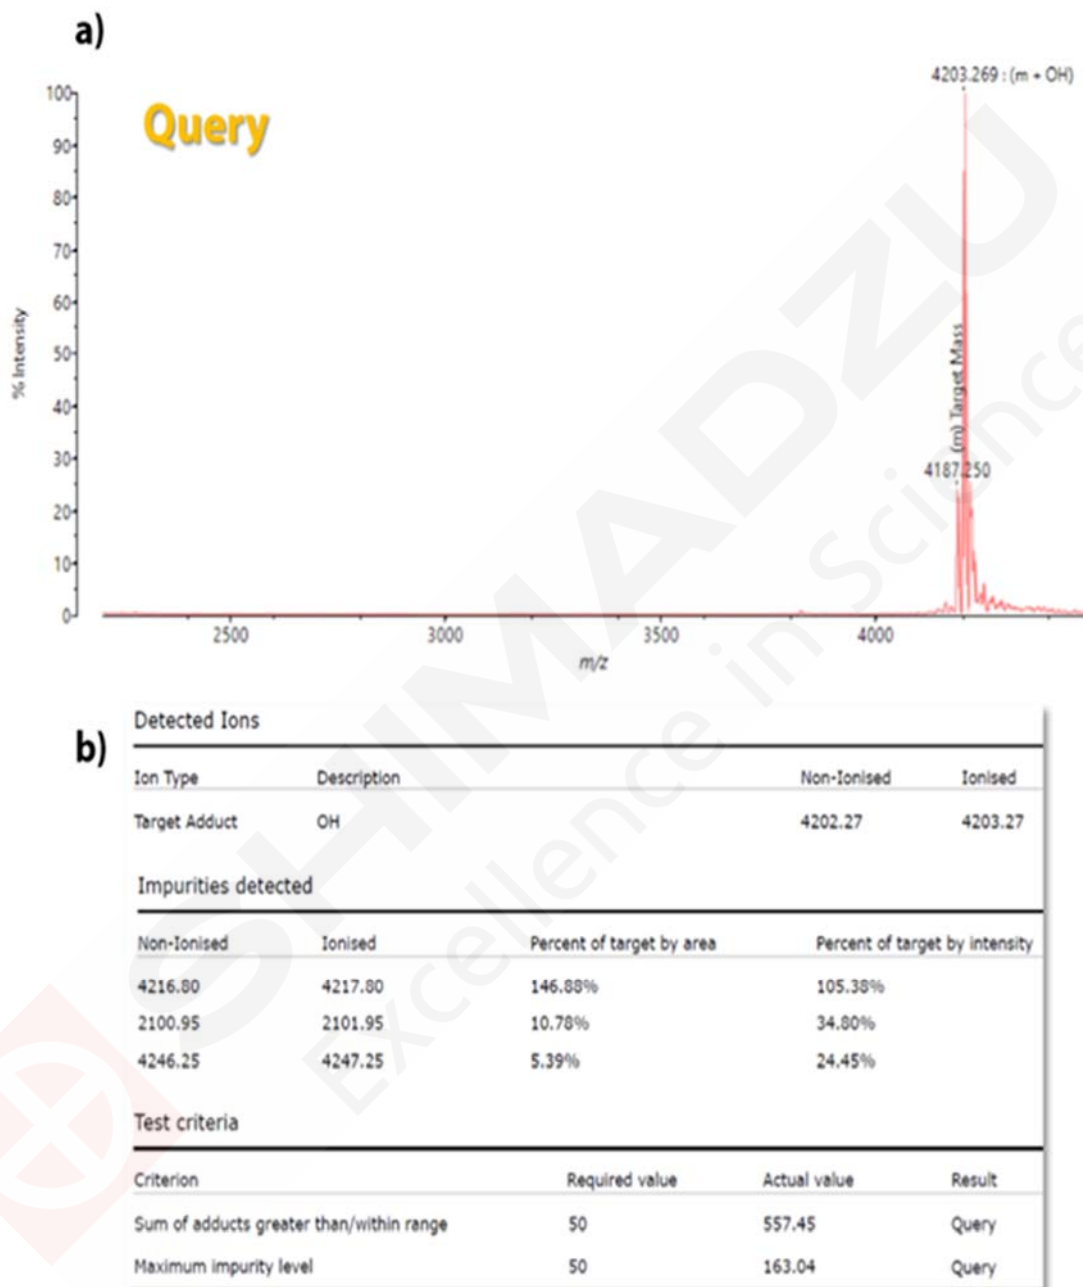 a)
Query
4203.269 : (m + OH)
(m) Target Mass
4187.250
% Intensity
100
90
80
70
60
50
40
30
20
10
0
2500 3000 3500 4000
m/z
b)
Detected Ions
Ion Type Description Non-Ionised Ionised
Target Adduct OH 4202.27 4203.27
Impurities detected
Non-Ionised Ionised Percent of target by area Percent of target by intensity
4216.80 4217.80 146.88% 105.38%
2100.95 2101.95 10.78% 34.80%
4246.25 4247.25 5.39% 24.45%
Test criteria
Criterion Required value Actual value Result
Sum of adducts greater than/within range 50 557.45 Query
Maximum impurity level 50 163.04 Query
SHIMADZU
Excellence in Science